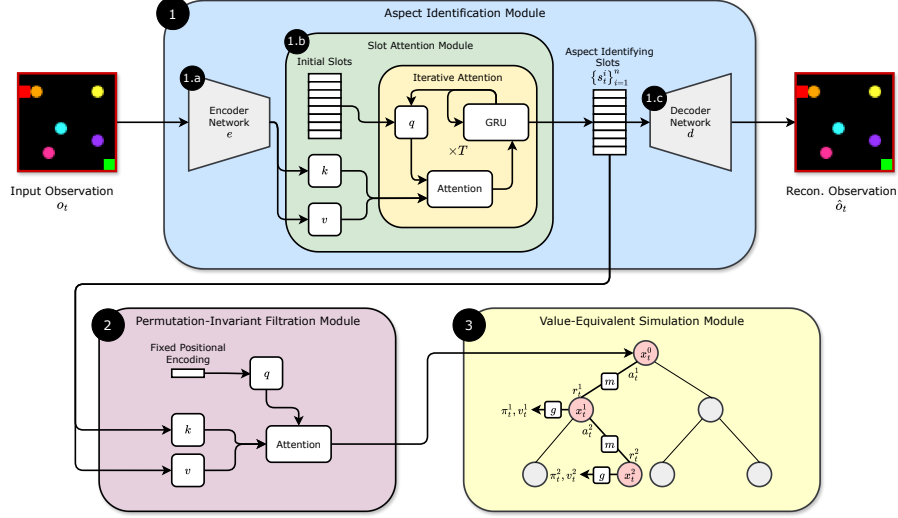 1
Aspect Identification Module
1.a
Encoder
Network
e
1.b
Slot Attention Module
Initial Slots
Iterative Attention
q
GRU
×T
k
Attention
v
Aspect Identifying
Slots
{s_t^i}_{i=1}^n
1.c
Decoder
Network
d
Input Observation
o_t
Recon. Observation
ô_t
2
Permutation-Invariant Filtration Module
Fixed Positional
Encoding
q
k
Attention
v
3
Value-Equivalent Simulation Module
x_t^0
a_t^1
m
r_t^1
π_t^1, v_t^1
g
x_t^1
a_t^2
m
r_t^2
π_t^2, v_t^2
g
x_t^2